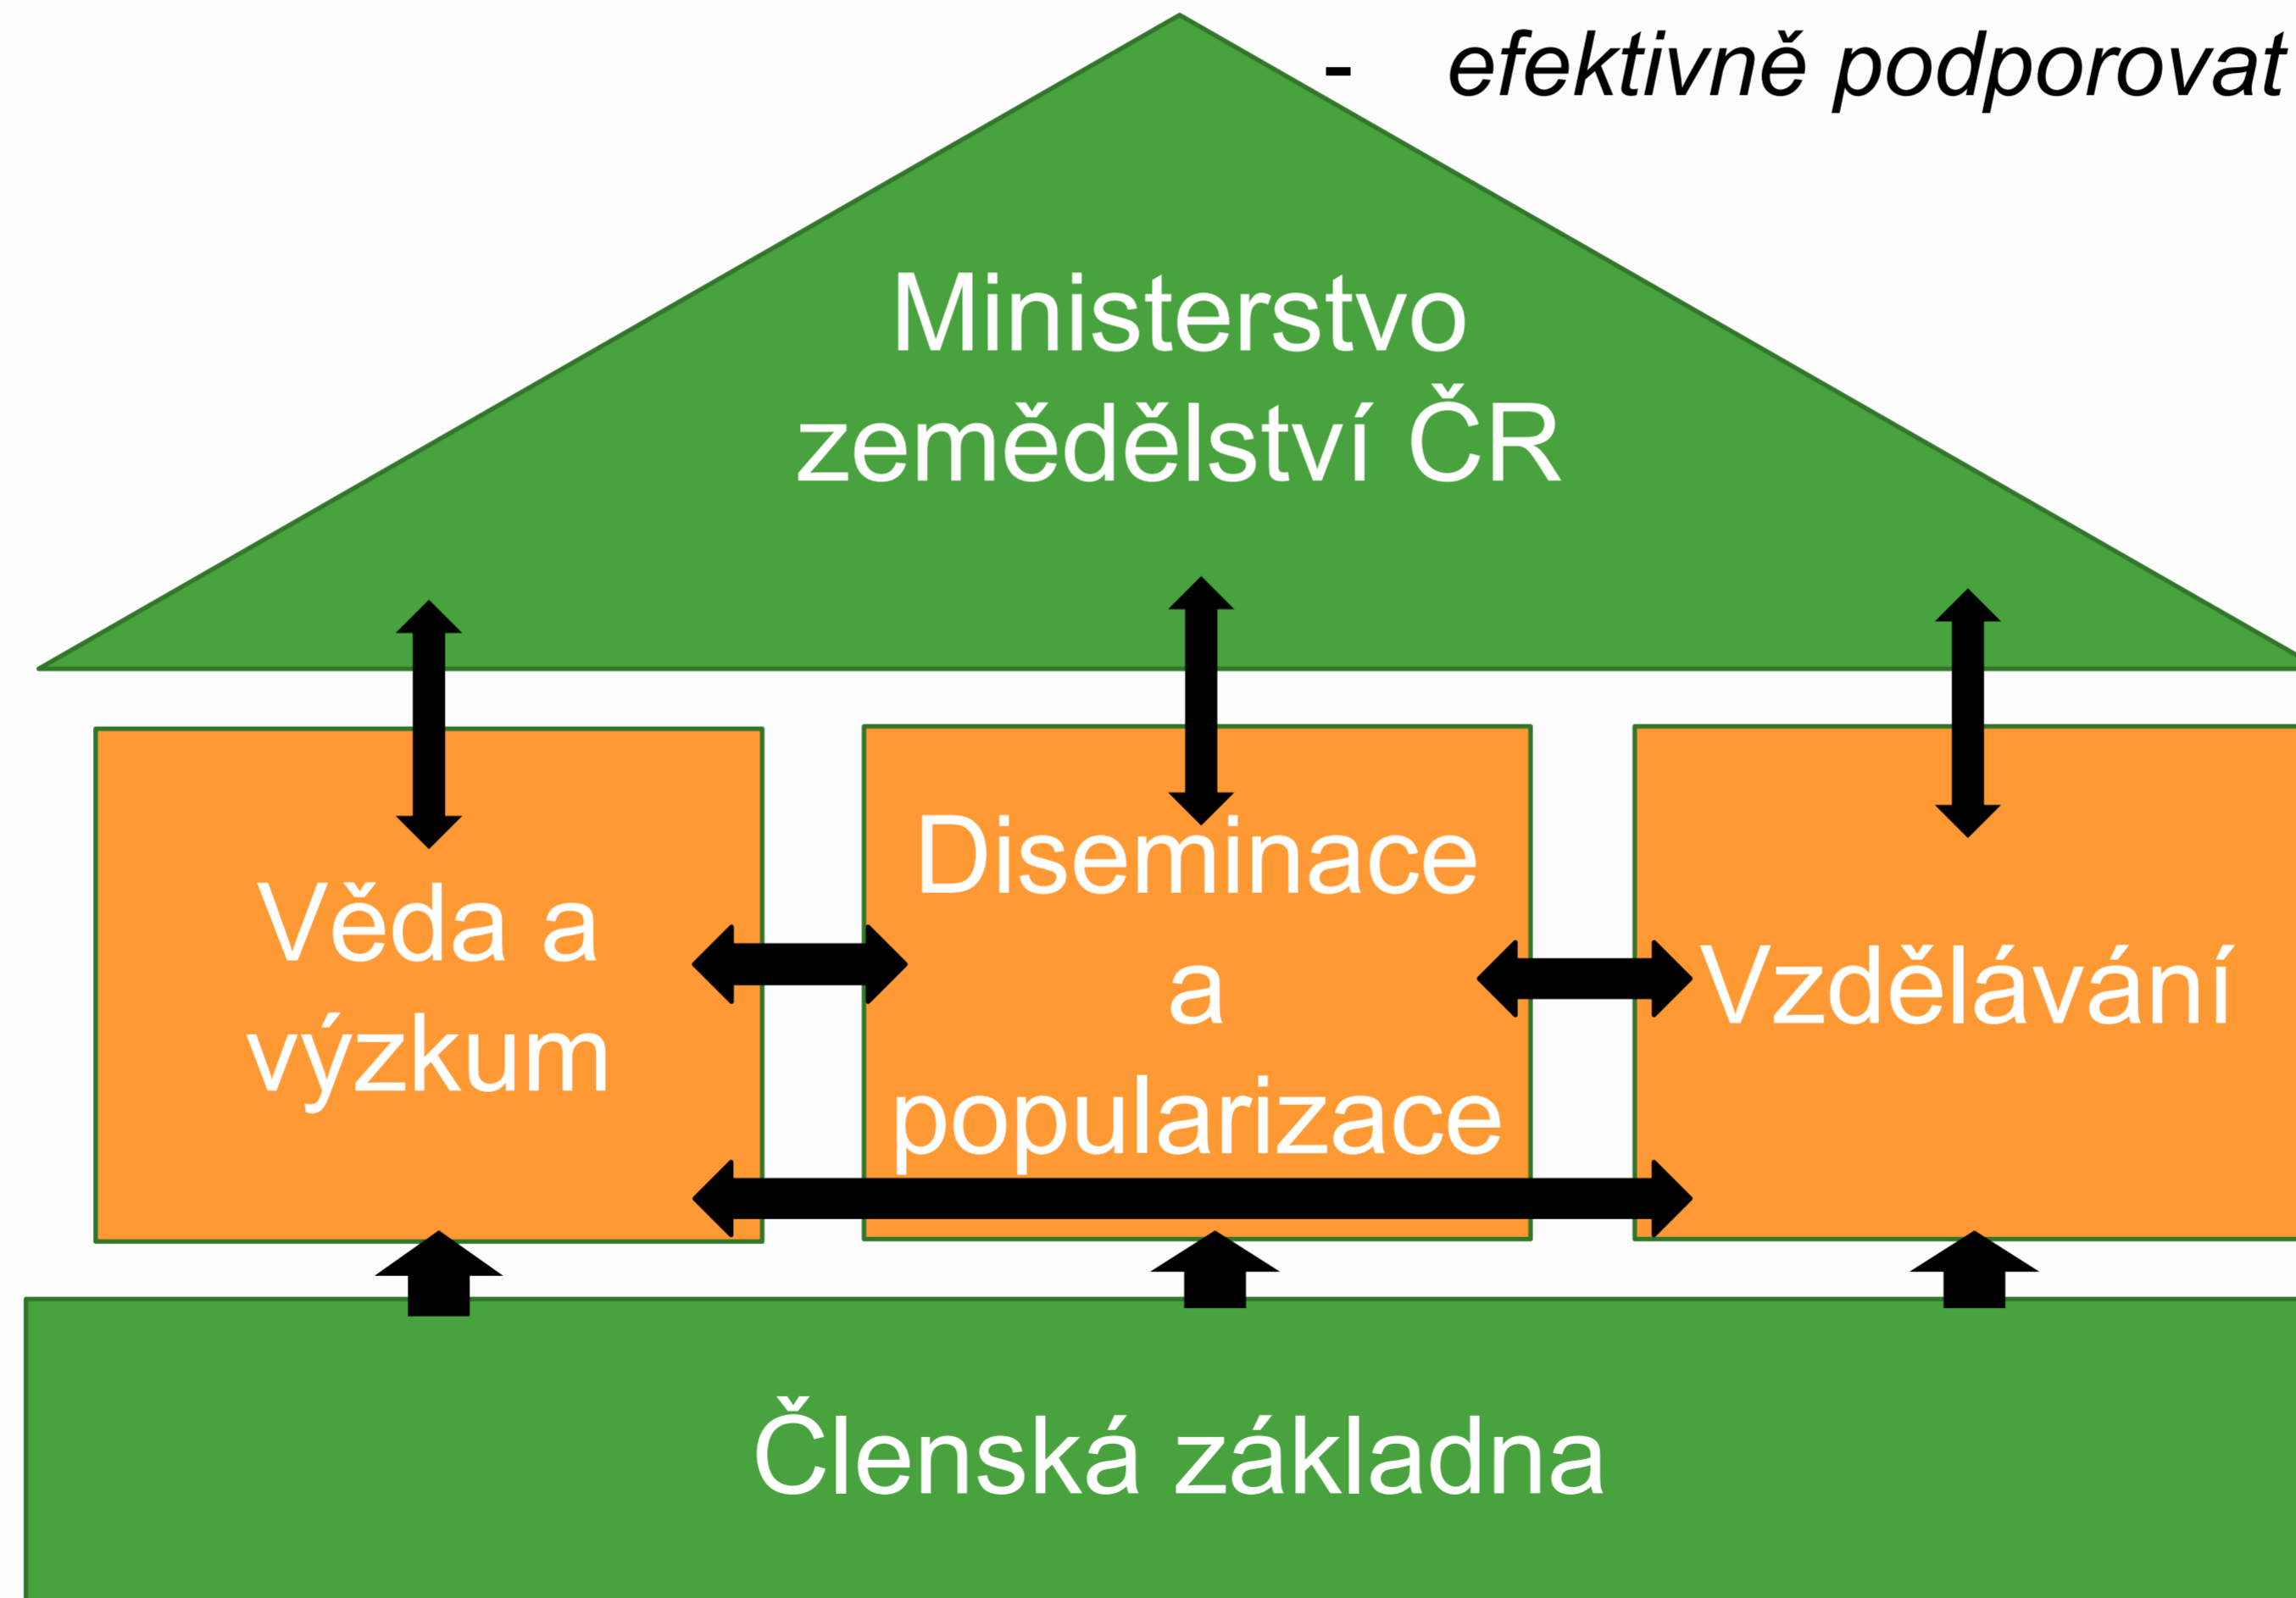 - efektivně podporovat
Ministerstvo
zemědělství ČR
Věda a
výzkum
Diseminace
a
popularizace
Vzdělávání
Členská základna